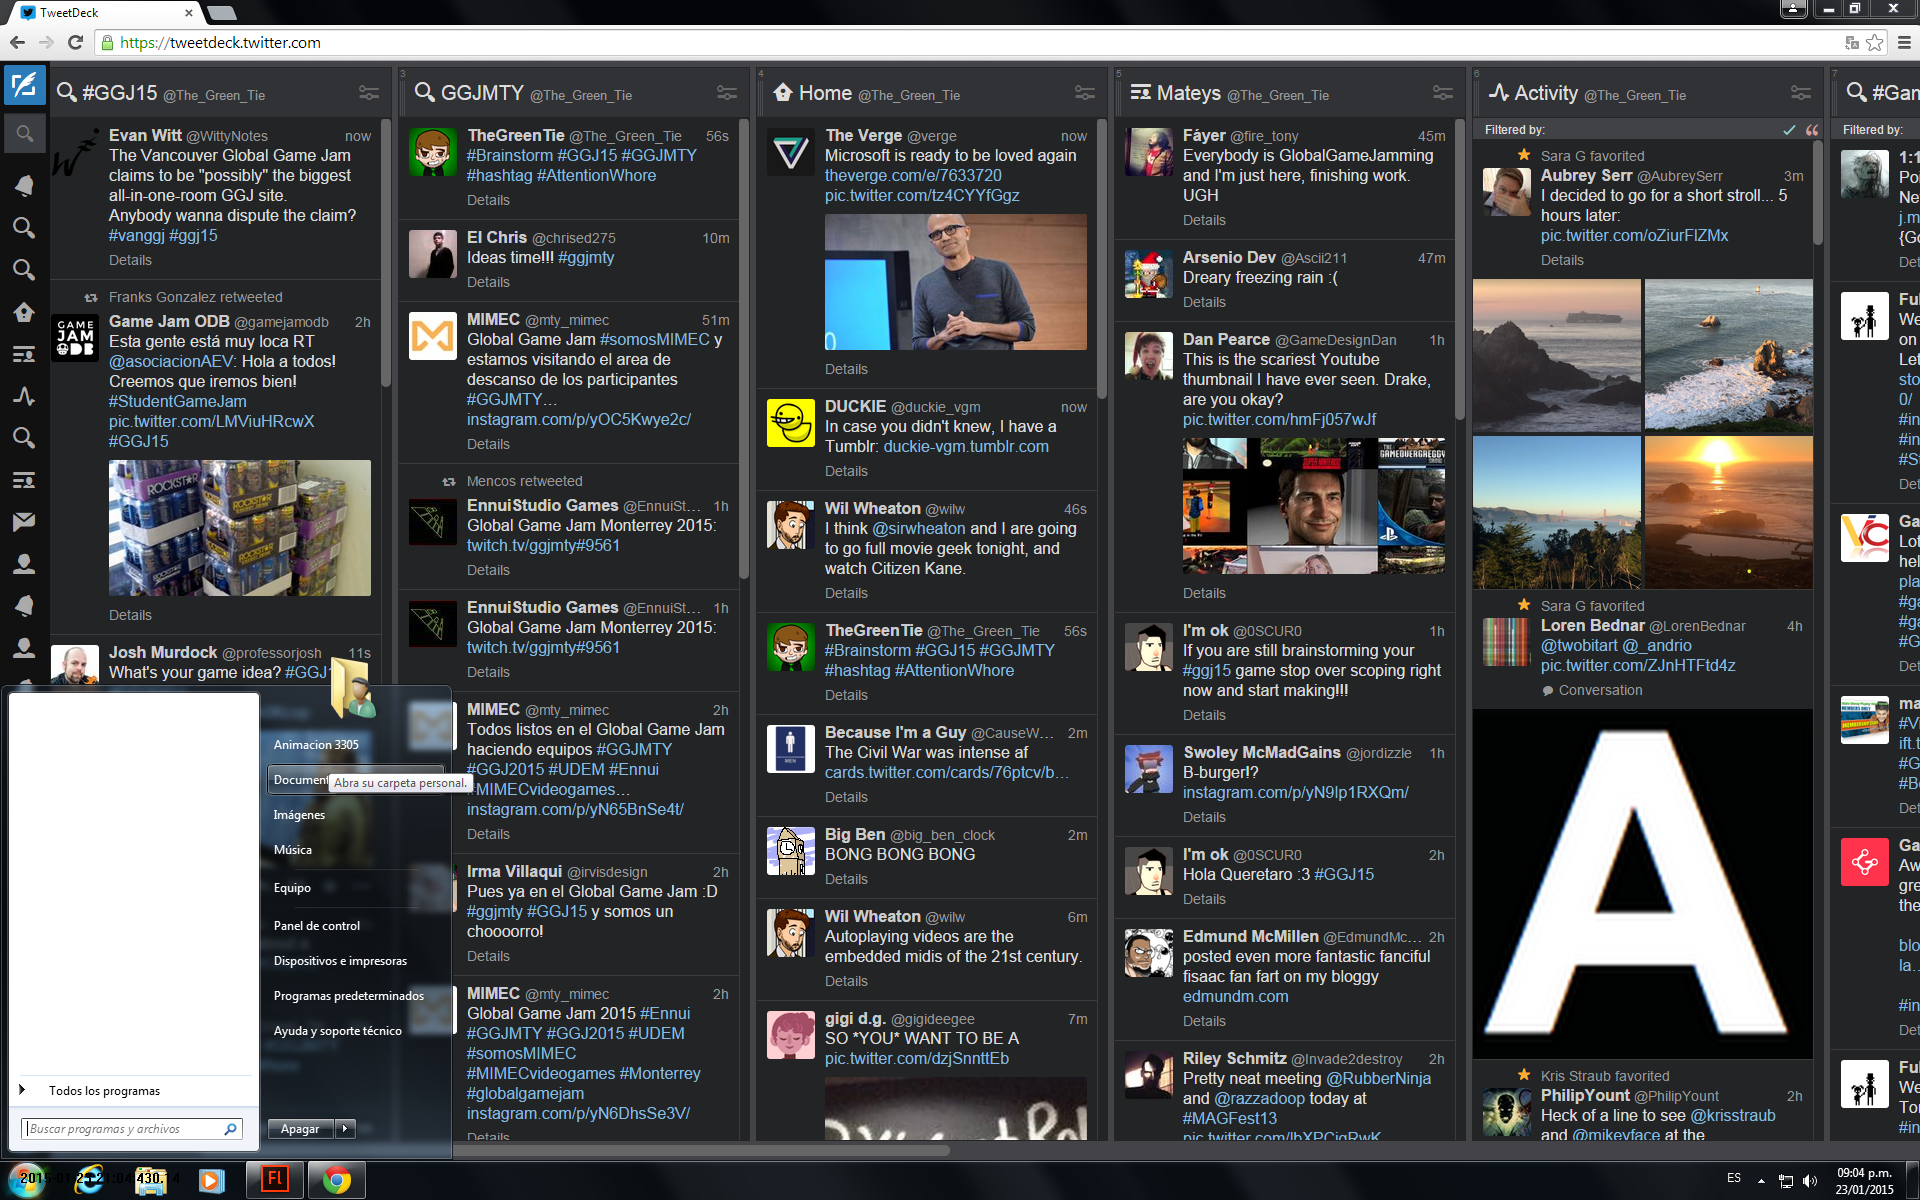 TweetDeck
https://tweetdeck.twitter.com
#GGJ15 @The_Green_Tie
Evan Witt @WittyNotes now
The Vancouver Global Game Jam
claims to be "possibly" the biggest
all-in-one-room GGJ site.
Anybody wanna dispute the claim?
#vanggj #ggj15
Details
Franks Gonzalez retweeted
GAME JAM ODB
Game Jam ODB @gamejamodb 2h
Esta gente está muy loca RT
@asociacionAEV: Hola a todos!
Creemos que iremos bien!
#StudentGameJam
pic.twitter.com/LMViuHRcwX
#GGJ15
ROCKSTAR
ROCKSTAR
Details
Josh Murdock @professorjosh 11s
What's your game idea? #GGJ1
3
GGJMTY @The_Green_Tie
TheGreenTie @The_Green_Tie 56s
#Brainstorm #GGJ15 #GGJMTY
#hashtag #AttentionWhore
Details
El Chris @chrised275 10m
Ideas time!!! #ggjmty
Details
MIMEC @mty_mimec 51m
Global Game Jam #somosMIMEC y
estamos visitando el area de
descanso de los participantes
#GGJMTY…
instagram.com/p/yOC5Kwye2c/
Details
Mencos retweeted
EnnuiStudio Games @EnnuiSt... 1h
Global Game Jam Monterrey 2015:
twitch.tv/ggjmty#9561
Details
EnnuiStudio Games @EnnuiSt... 1h
Global Game Jam Monterrey 2015:
twitch.tv/ggjmty#9561
Details
MIMEC @mty_mimec 2h
Todos listos en el Global Game Jam
haciendo equipos #GGJMTY
#GGJ2015 #UDEM #Ennui
#MIMECvideogames…
instagram.com/p/yN65BnSe4t/
Details
Irma Villaqui @irvisdesign 2h
Pues ya en el Global Game Jam :D
#ggjmty #GGJ15 y somos un
choooorro!
Details
MIMEC @mty_mimec 2h
Global Game Jam 2015 #Ennui
#GGJMTY #GGJ2015 #UDEM
#somosMIMEC
#MIMECvideogames #Monterrey
#globalgamejam
instagram.com/p/yN6DhsSe3V/
Details
4
Home @The_Green_Tie
The Verge @verge now
Microsoft is ready to be loved again
theverge.com/e/7633720
pic.twitter.com/tz4CYYfGgz
Details
DUCKIE @duckie_vgm now
In case you didn't knew, I have a
Tumblr: duckie-vgm.tumblr.com
Details
Wil Wheaton @wilw 46s
I think @sirwheaton and I are going
to go full movie geek tonight, and
watch Citizen Kane.
Details
TheGreenTie @The_Green_Tie 56s
#Brainstorm #GGJ15 #GGJMTY
#hashtag #AttentionWhore
Details
MEN
Because I'm a Guy @CauseW... 2m
The Civil War was intense af
cards.twitter.com/cards/76ptcv/b…
Details
Big Ben @big_ben_clock 2m
BONG BONG BONG
Details
Wil Wheaton @wilw 6m
Autoplaying videos are the
embedded midis of the 21st century.
Details
gigi d.g. @gigideegee 7m
SO *YOU* WANT TO BE A
pic.twitter.com/dzjSnnttEb
5
Mateys @The_Green_Tie
Fáyer @fire_tony 45m
Everybody is GlobalGameJamming
and I'm just here, finishing work.
UGH
Details
Arsenio Dev @Ascii211 47m
Dreary freezing rain :(
Details
Dan Pearce @GameDesignDan 1h
This is the scariest Youtube
thumbnail I have ever seen. Drake,
are you okay?
pic.twitter.com/hmFj057wJf
SUPER NINTENDO
THE GAMEOVERGREGGY
Details
I'm ok @0SCUR0 1h
If you are still brainstorming your
#ggj15 game stop over scoping right
now and start making!!!
Details
Swoley McMadGains @jordizzle 1h
B-burger!?
instagram.com/p/yN9lp1RXQm/
Details
I'm ok @0SCUR0 2h
Hola Queretaro :3 #GGJ15
Details
Edmund McMillen @EdmundMc... 2h
posted even more fantastic fanciful
fisaac fan fart on my bloggy
edmundm.com
Details
Riley Schmitz @Invade2destroy 2h
Pretty neat meeting @RubberNinja
and @razzadoop today at
#MAGFest13
pic.twitter.com/lbXPCjgRwK
6
Activity @The_Green_Tie
Filtered by:
Sara G favorited
Aubrey Serr @AubreySerr 3m
I decided to go for a short stroll... 5
hours later:
pic.twitter.com/oZiurFlZMx
Details
Sara G favorited
Loren Bednar @LorenBednar 4h
@twobitart @_andrio
pic.twitter.com/ZJnHTFtd4z
Conversation
A
Kris Straub favorited
PhilipYount @PhilipYount 2h
Heck of a line to see @krisstraub
and @mikeyface at the
7
#Gan
Filtered by:
Animacion 3305
Document
Abra su carpeta personal.
Imágenes
Música
Equipo
Panel de control
Dispositivos e impresoras
Programas predeterminados
Ayuda y soporte técnico
Todos los programas
Buscar programas y archivos
Apagar
Fl
ES
09:04 p.m.
23/01/2015